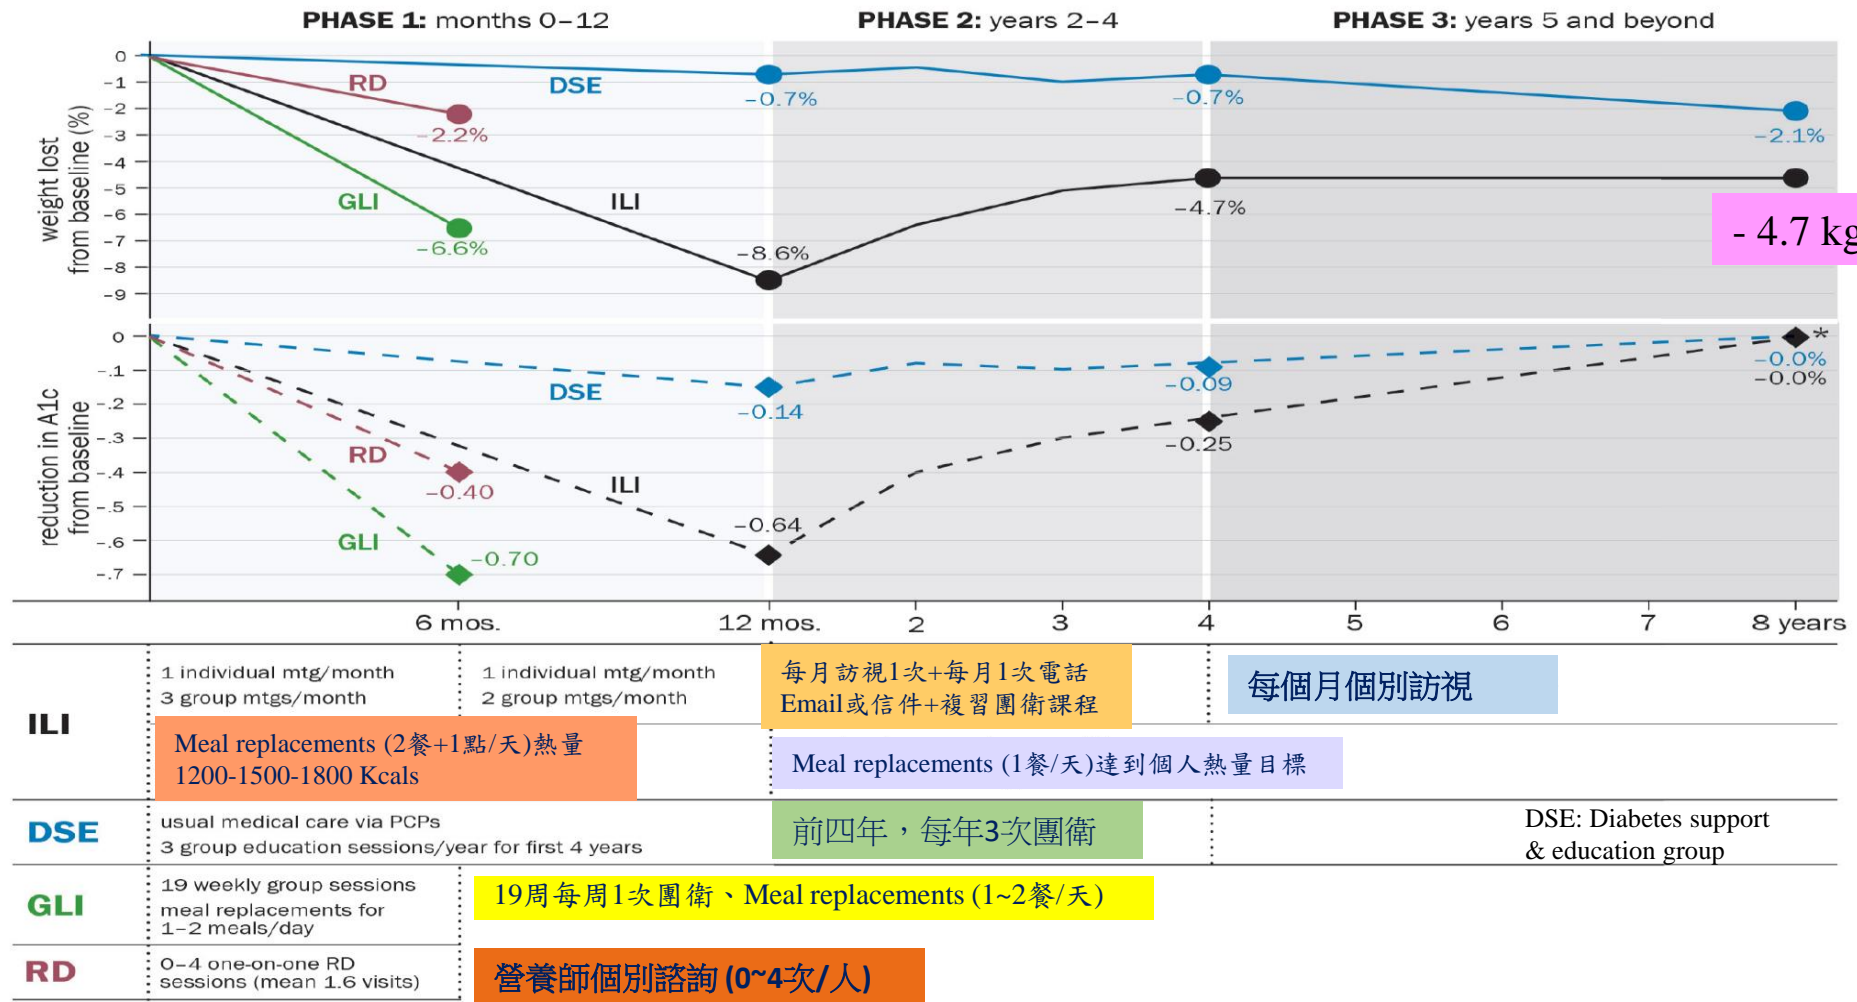 PHASE 1: months 0–12
PHASE 2: years 2–4
PHASE 3: years 5 and beyond
weight lost
from baseline (%)
0
-1
-2
-3
-4
-5
-6
-7
-8
-9
RD
DSE
GLI
ILI
–2.2%
–6.6%
–0.7%
–8.6%
–0.7%
–4.7%
–2.1%
- 4.7 kg
reduction in A1c
from baseline
0
-.1
-.2
-.3
-.4
-.5
-.6
-.7
DSE
RD
ILI
GLI
–0.40
–0.70
–0.14
–0.64
–0.09
–0.25
*
–0.0%
–0.0%
6 mos.
12 mos.
2
3
4
5
6
7
8 years
ILI
1 individual mtg/month
3 group mtgs/month
1 individual mtg/month
2 group mtgs/month
每月訪視1次+每月1次電話
Email或信件+複習團衛課程
每個月個別訪視
Meal replacements (2餐+1點/天)熱量
1200-1500-1800 Kcals
Meal replacements (1餐/天)達到個人熱量目標
DSE
usual medical care via PCPs
3 group education sessions/year for first 4 years
前四年，每年3次團衛
DSE: Diabetes support
& education group
GLI
19 weekly group sessions
meal replacements for
1–2 meals/day
19周每周1次團衛、Meal replacements (1~2餐/天)
RD
0–4 one-on-one RD
sessions (mean 1.6 visits)
營養師個別諮詢 (0~4次/人)